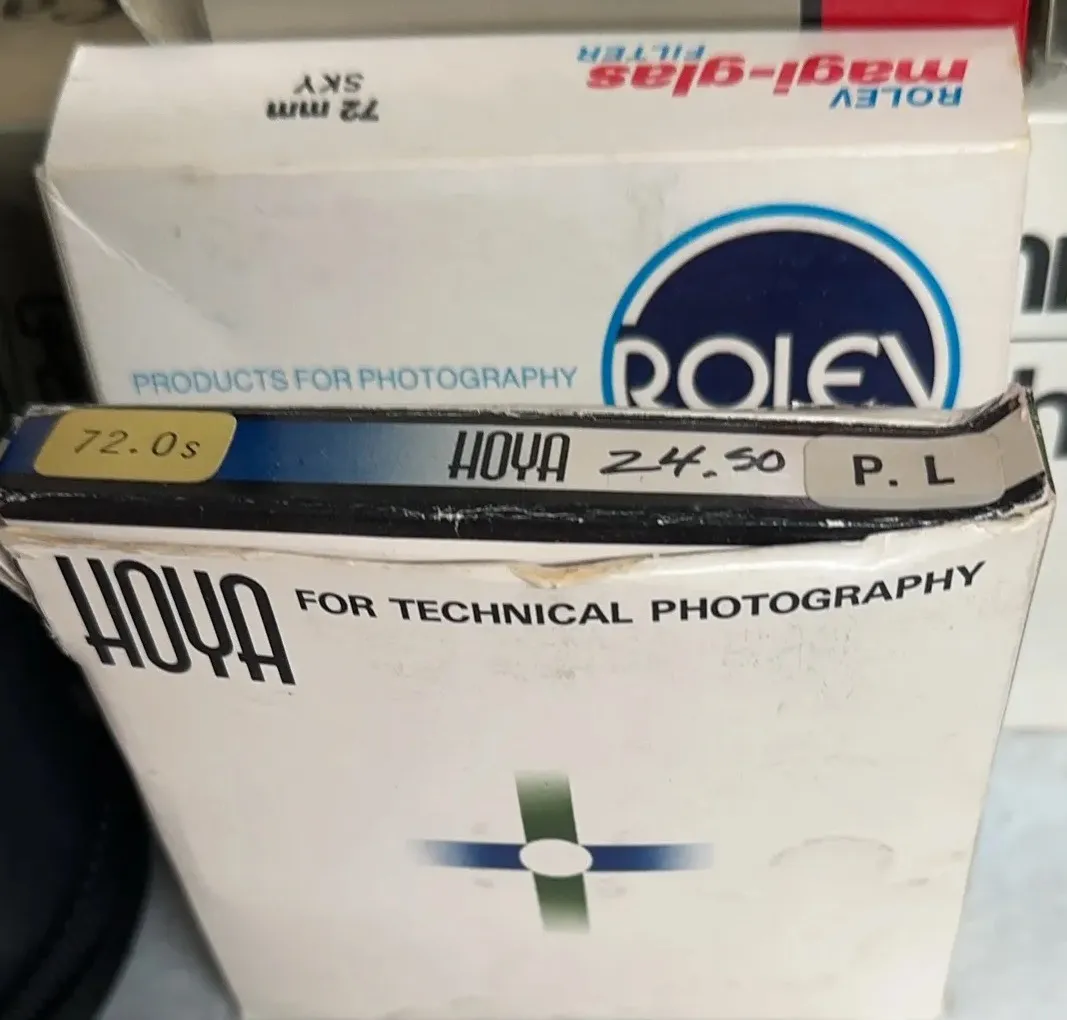 ROLEV
magi-glas
FILTER
72 mm
SKY
PRODUCTS FOR PHOTOGRAPHY
ROLEV
72.0s
HOYA
24.50
P. L
HOYA FOR TECHNICAL PHOTOGRAPHY